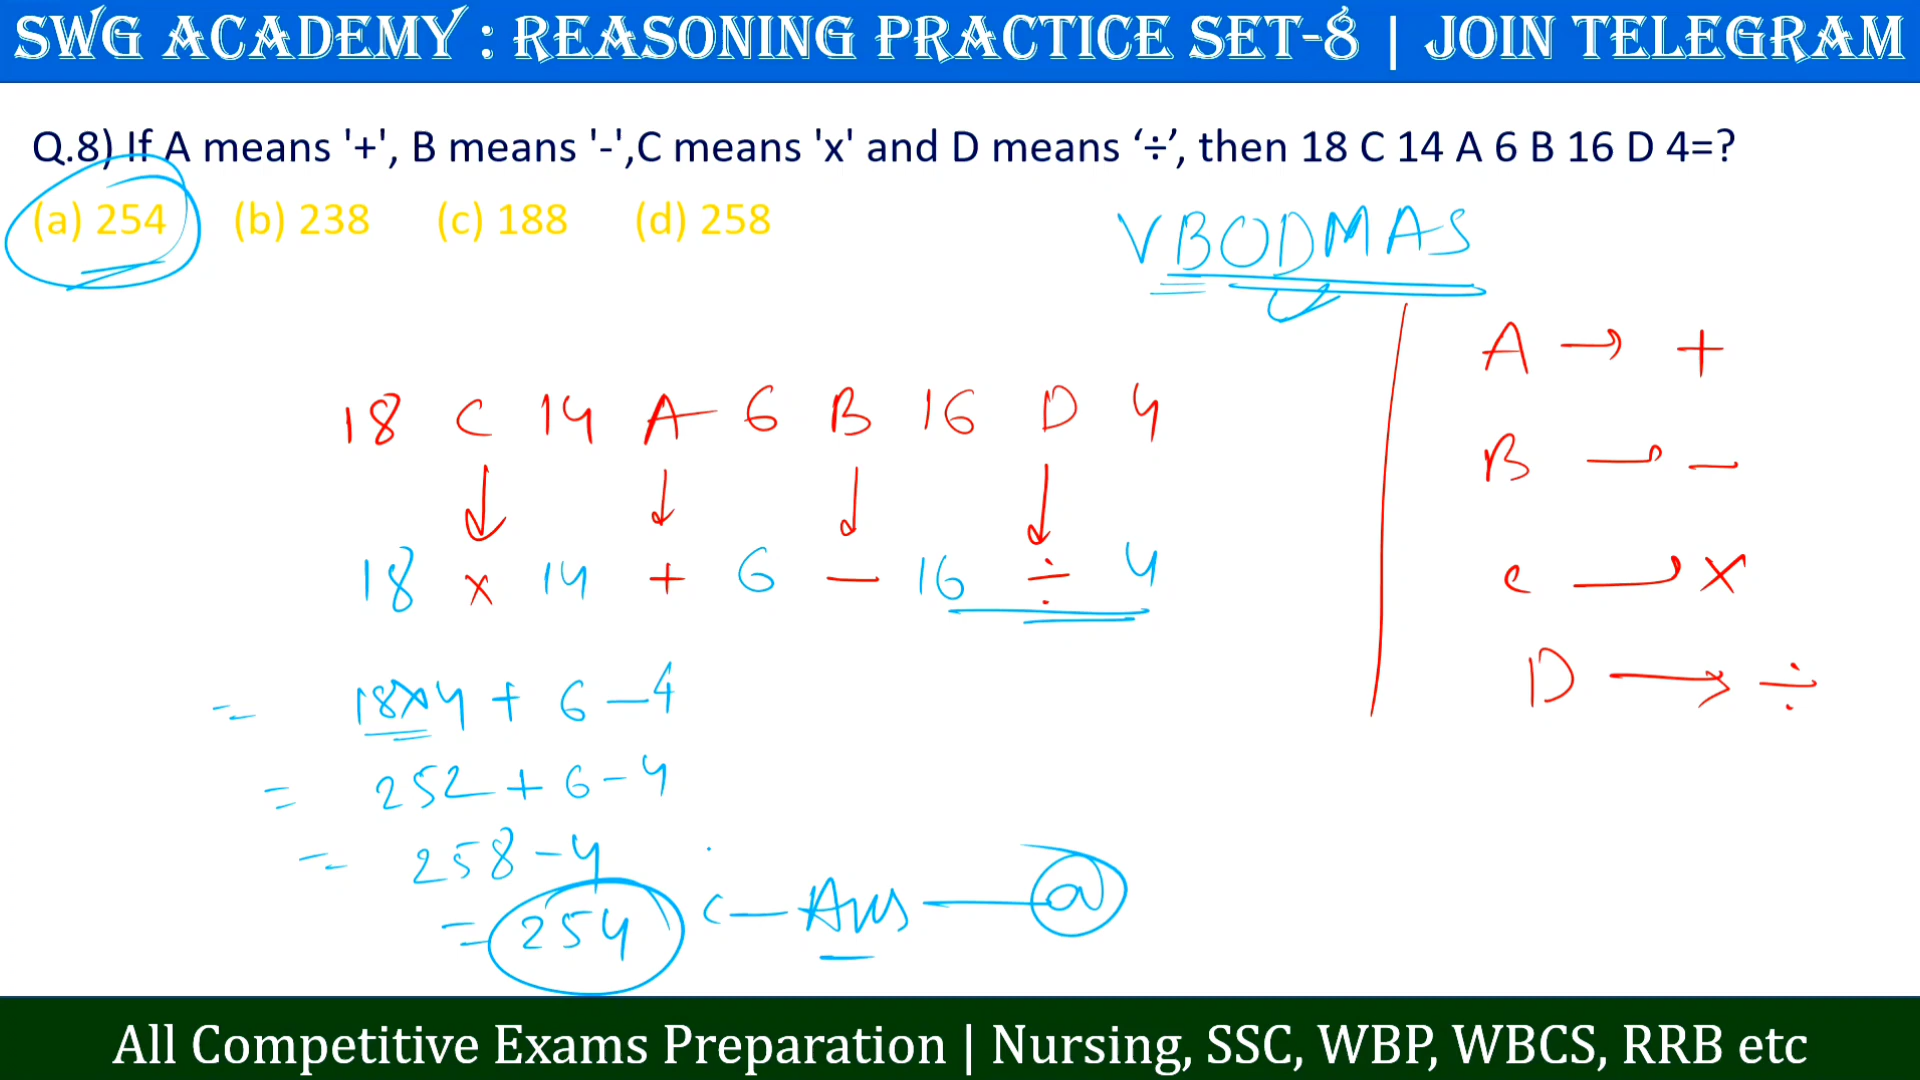 SWG ACADEMY : REASONING PRACTICE SET-8 | JOIN TELEGRAM
Q.8) If A means '+', B means '-',C means 'x' and D means ‘÷’, then 18 C 14 A 6 B 16 D 4=?
(a) 254 (b) 238 (c) 188 (d) 258
VBODMAS
A → +
B → -
C → x
D → ÷
18 C 14 A 6 B 16 D 4
18 x 14 + 6 - 16 ÷ 4
= 18x14 + 6 - 4
= 252 + 6 - 4
= 258 - 4
= 254 Ans (a)
All Competitive Exams Preparation | Nursing, SSC, WBP, WBCS, RRB etc